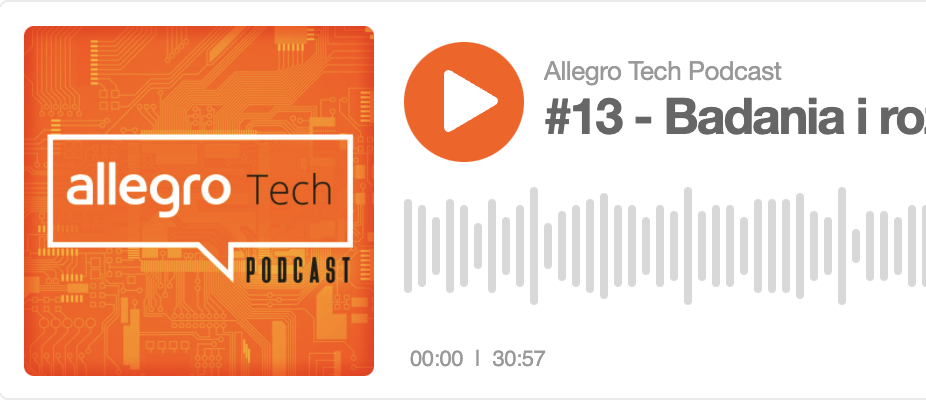 allegro Tech
PODCAST
Allegro Tech Podcast
#13 - Badania i ro
00:00 | 30:57